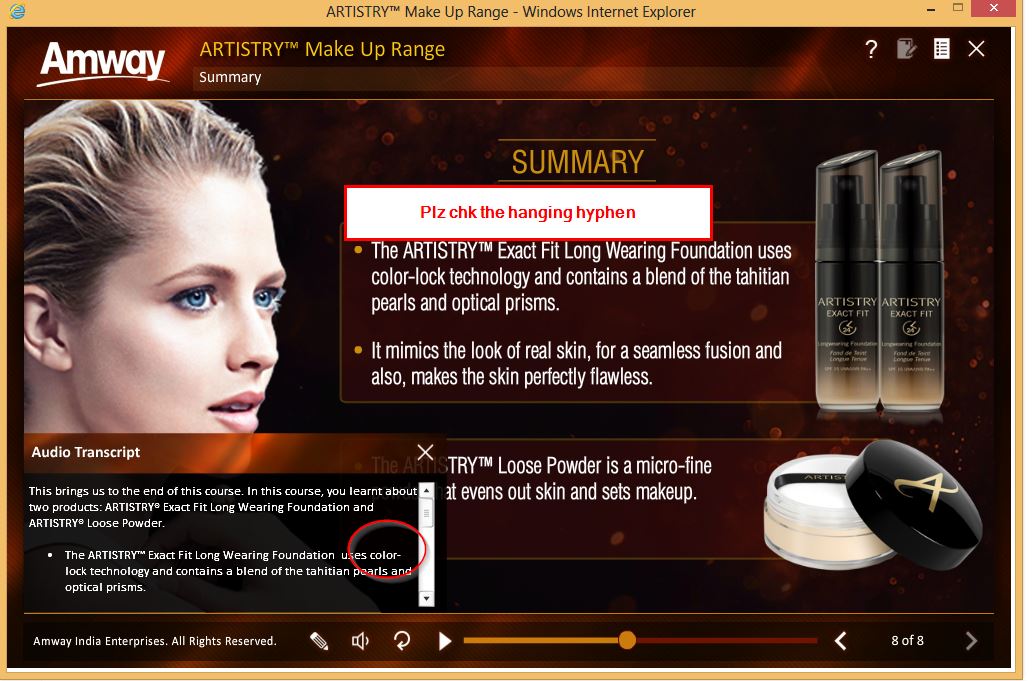 ARTISTRY™ Make Up Range - Windows Internet Explorer
Amway
ARTISTRY™ Make Up Range
?
Summary
SUMMARY
Plz chk the hanging hyphen
• The ARTISTRY™ Exact Fit Long Wearing Foundation uses
color-lock technology and contains a blend of the tahitian
pearls and optical prisms.
• It mimics the look of real skin, for a seamless fusion and
also, makes the skin perfectly flawless.
ARTISTRY
EXACT FIT
24
Longwearing Foundation
Fond de Teint
Longue Tenue
ARTISTRY
EXACT FIT
24
Longwearing Foundation
Fond de Teint
Longue Tenue
The ARTISTRY™ Loose Powder is a micro-fine
that evens out skin and sets makeup.
ARTIST
A
Audio Transcript
This brings us to the end of this course. In this course, you learnt about
two products: ARTISTRY® Exact Fit Long Wearing Foundation and
ARTISTRY® Loose Powder.
• The ARTISTRY™ Exact Fit Long Wearing Foundation  uses color-
lock technology and contains a blend of the tahitian pearls and
optical prisms.
Amway India Enterprises. All Rights Reserved.
8 of 8